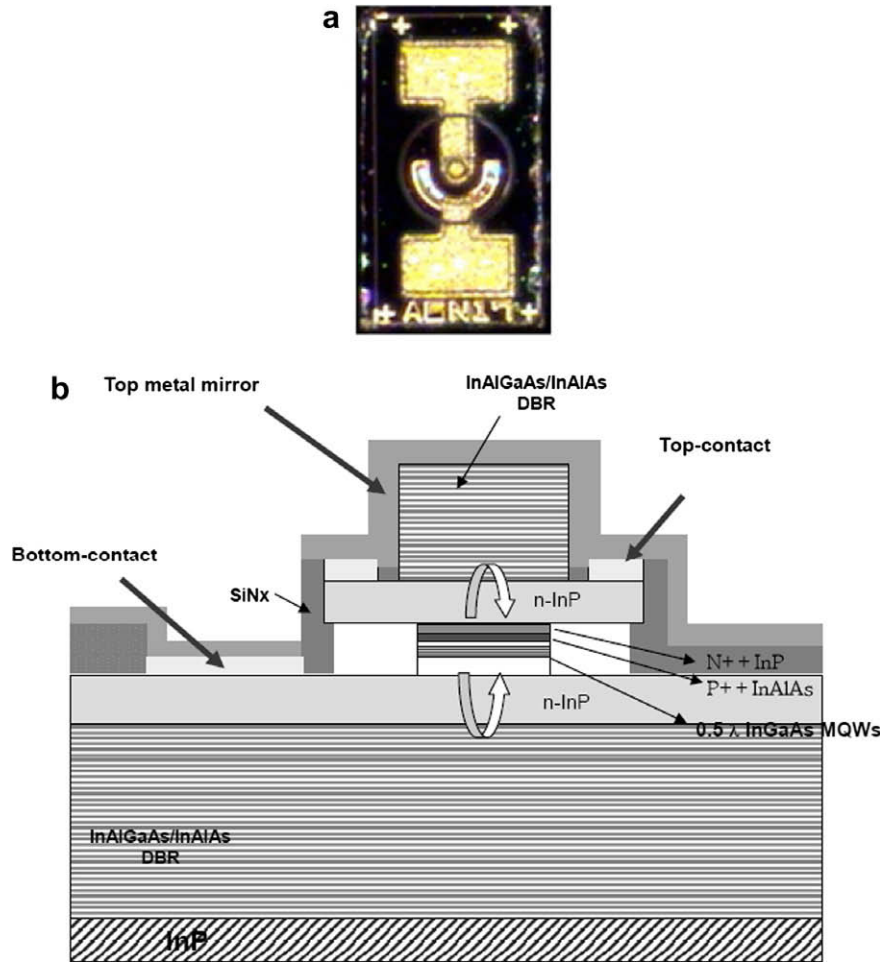 a
b
Top metal mirror
InAlGaAs/InAlAs
DBR
Top-contact
Bottom-contact
SiNx
n-InP
N++InP
P++InAlAs
n-InP
0.5 λ InGaAs MQWs
InAlGaAs/InAlAs
DBR
InP